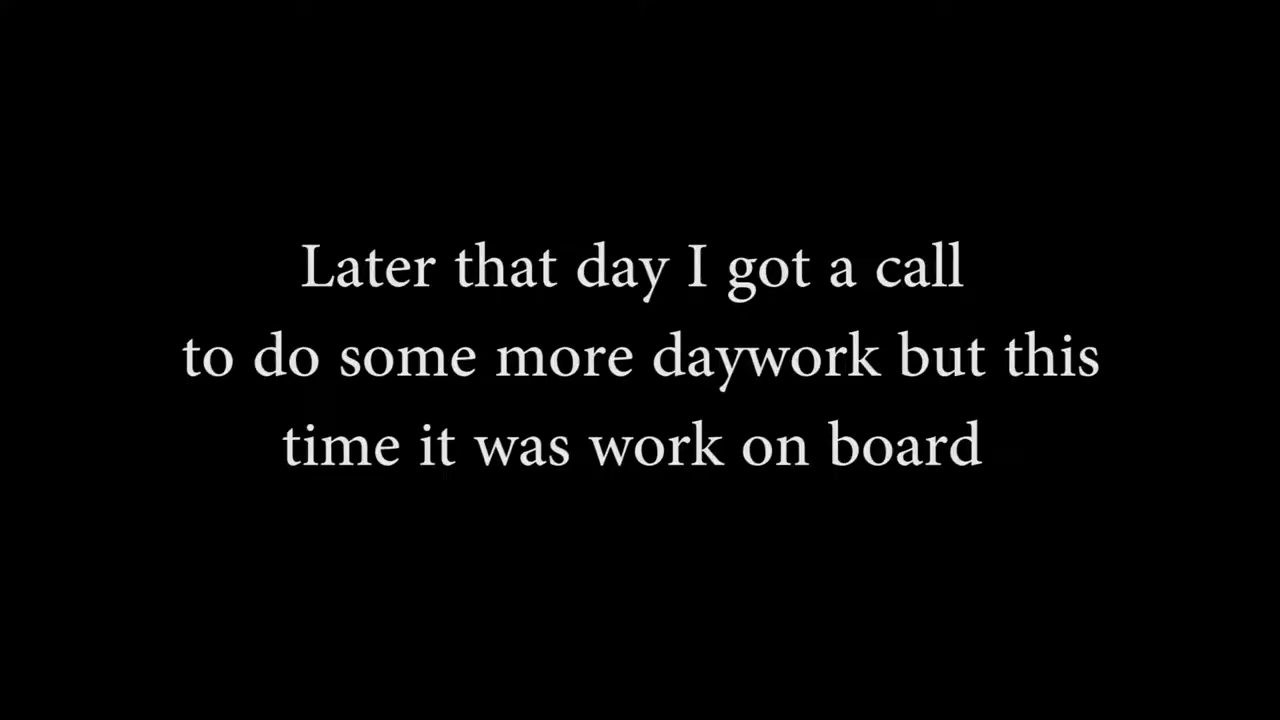 Later that day I got a call
to do some more daywork but this
time it was work on board